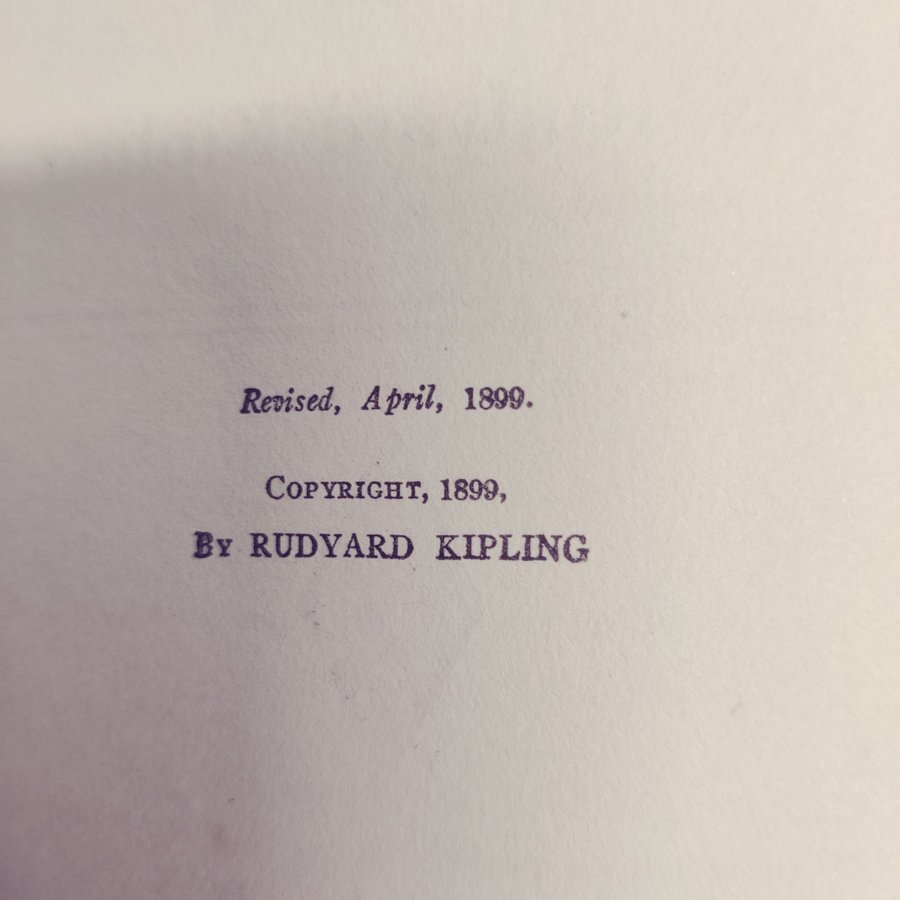 Revised, April, 1899.
COPYRIGHT, 1899,
BY RUDYARD KIPLING